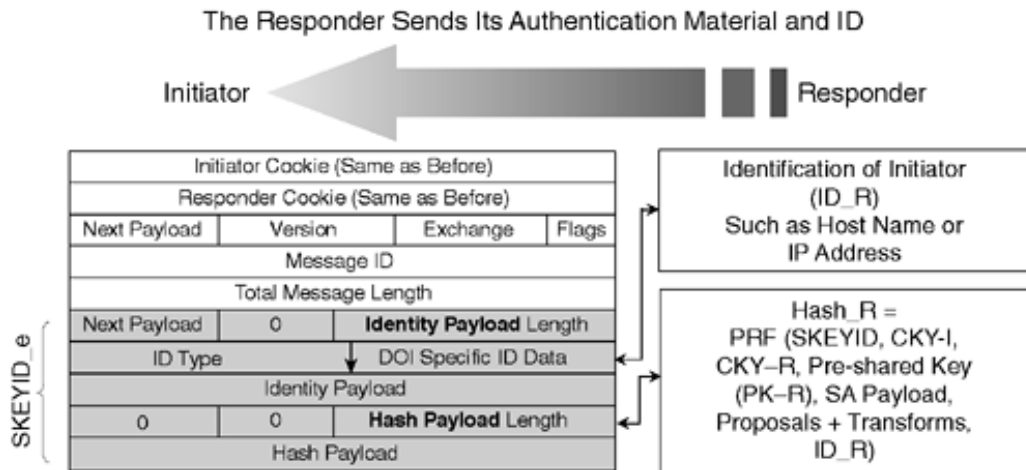 The Responder Sends Its Authentication Material and ID
Initiator
Responder
Initiator Cookie (Same as Before)
Responder Cookie (Same as Before)
Next Payload Version Exchange Flags
Message ID
Total Message Length
Next Payload 0 Identity Payload Length
ID Type DOI Specific ID Data
Identity Payload
0 0 Hash Payload Length
Hash Payload
SKEYID_e
Identification of Initiator
(ID_R)
Such as Host Name or
IP Address
Hash_R =
PRF (SKEYID, CKY-I,
CKY–R, Pre-shared Key
(PK–R), SA Payload,
Proposals + Transforms,
ID_R)